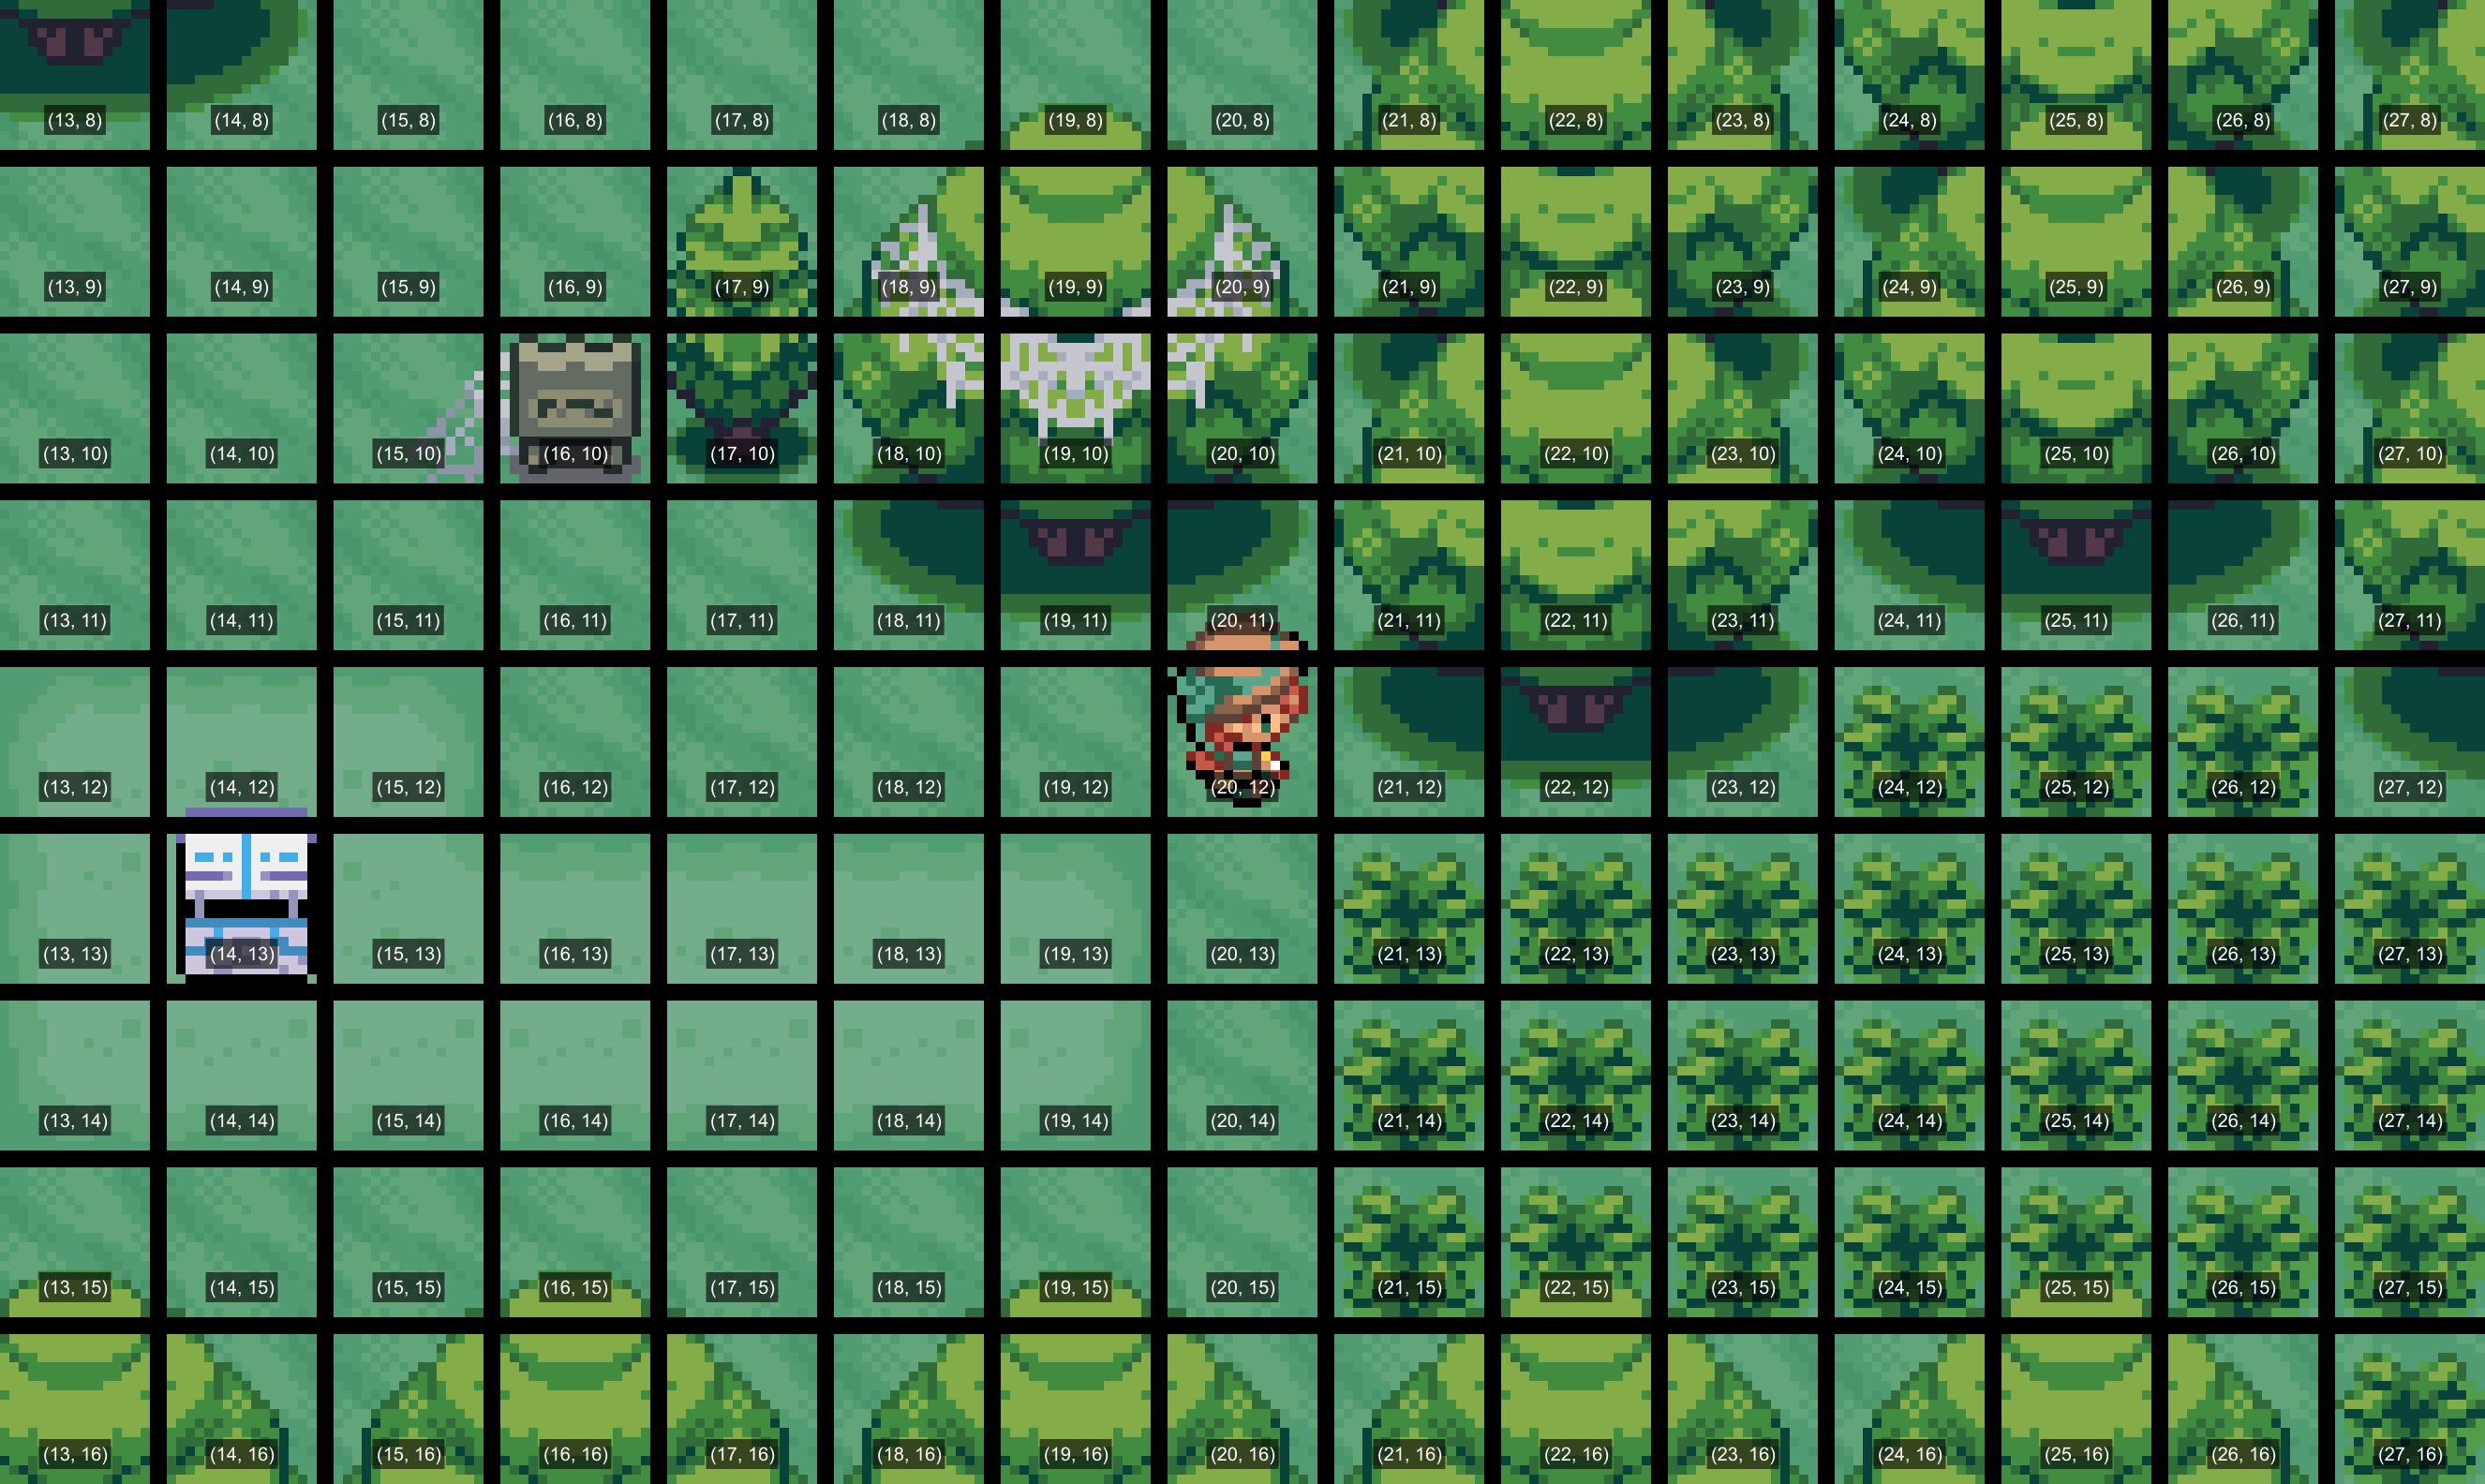 (13, 8) (14, 8) (15, 8) (16, 8) (17, 8) (18, 8) (19, 8) (20, 8) (21, 8) (22, 8) (23, 8) (24, 8) (25, 8) (26, 8) (27, 8)
(13, 9) (14, 9) (15, 9) (16, 9) (17, 9) (18, 9) (19, 9) (20, 9) (21, 9) (22, 9) (23, 9) (24, 9) (25, 9) (26, 9) (27, 9)
(13, 10) (14, 10) (15, 10) (16, 10) (17, 10) (18, 10) (19, 10) (20, 10) (21, 10) (22, 10) (23, 10) (24, 10) (25, 10) (26, 10) (27, 10)
(13, 11) (14, 11) (15, 11) (16, 11) (17, 11) (18, 11) (19, 11) (20, 11) (21, 11) (22, 11) (23, 11) (24, 11) (25, 11) (26, 11) (27, 11)
(13, 12) (14, 12) (15, 12) (16, 12) (17, 12) (18, 12) (19, 12) (20, 12) (21, 12) (22, 12) (23, 12) (24, 12) (25, 12) (26, 12) (27, 12)
(13, 13) (14, 13) (15, 13) (16, 13) (17, 13) (18, 13) (19, 13) (20, 13) (21, 13) (22, 13) (23, 13) (24, 13) (25, 13) (26, 13) (27, 13)
(13, 14) (14, 14) (15, 14) (16, 14) (17, 14) (18, 14) (19, 14) (20, 14) (21, 14) (22, 14) (23, 14) (24, 14) (25, 14) (26, 14) (27, 14)
(13, 15) (14, 15) (15, 15) (16, 15) (17, 15) (18, 15) (19, 15) (20, 15) (21, 15) (22, 15) (23, 15) (24, 15) (25, 15) (26, 15) (27, 15)
(13, 16) (14, 16) (15, 16) (16, 16) (17, 16) (18, 16) (19, 16) (20, 16) (21, 16) (22, 16) (23, 16) (24, 16) (25, 16) (26, 16) (27, 16)